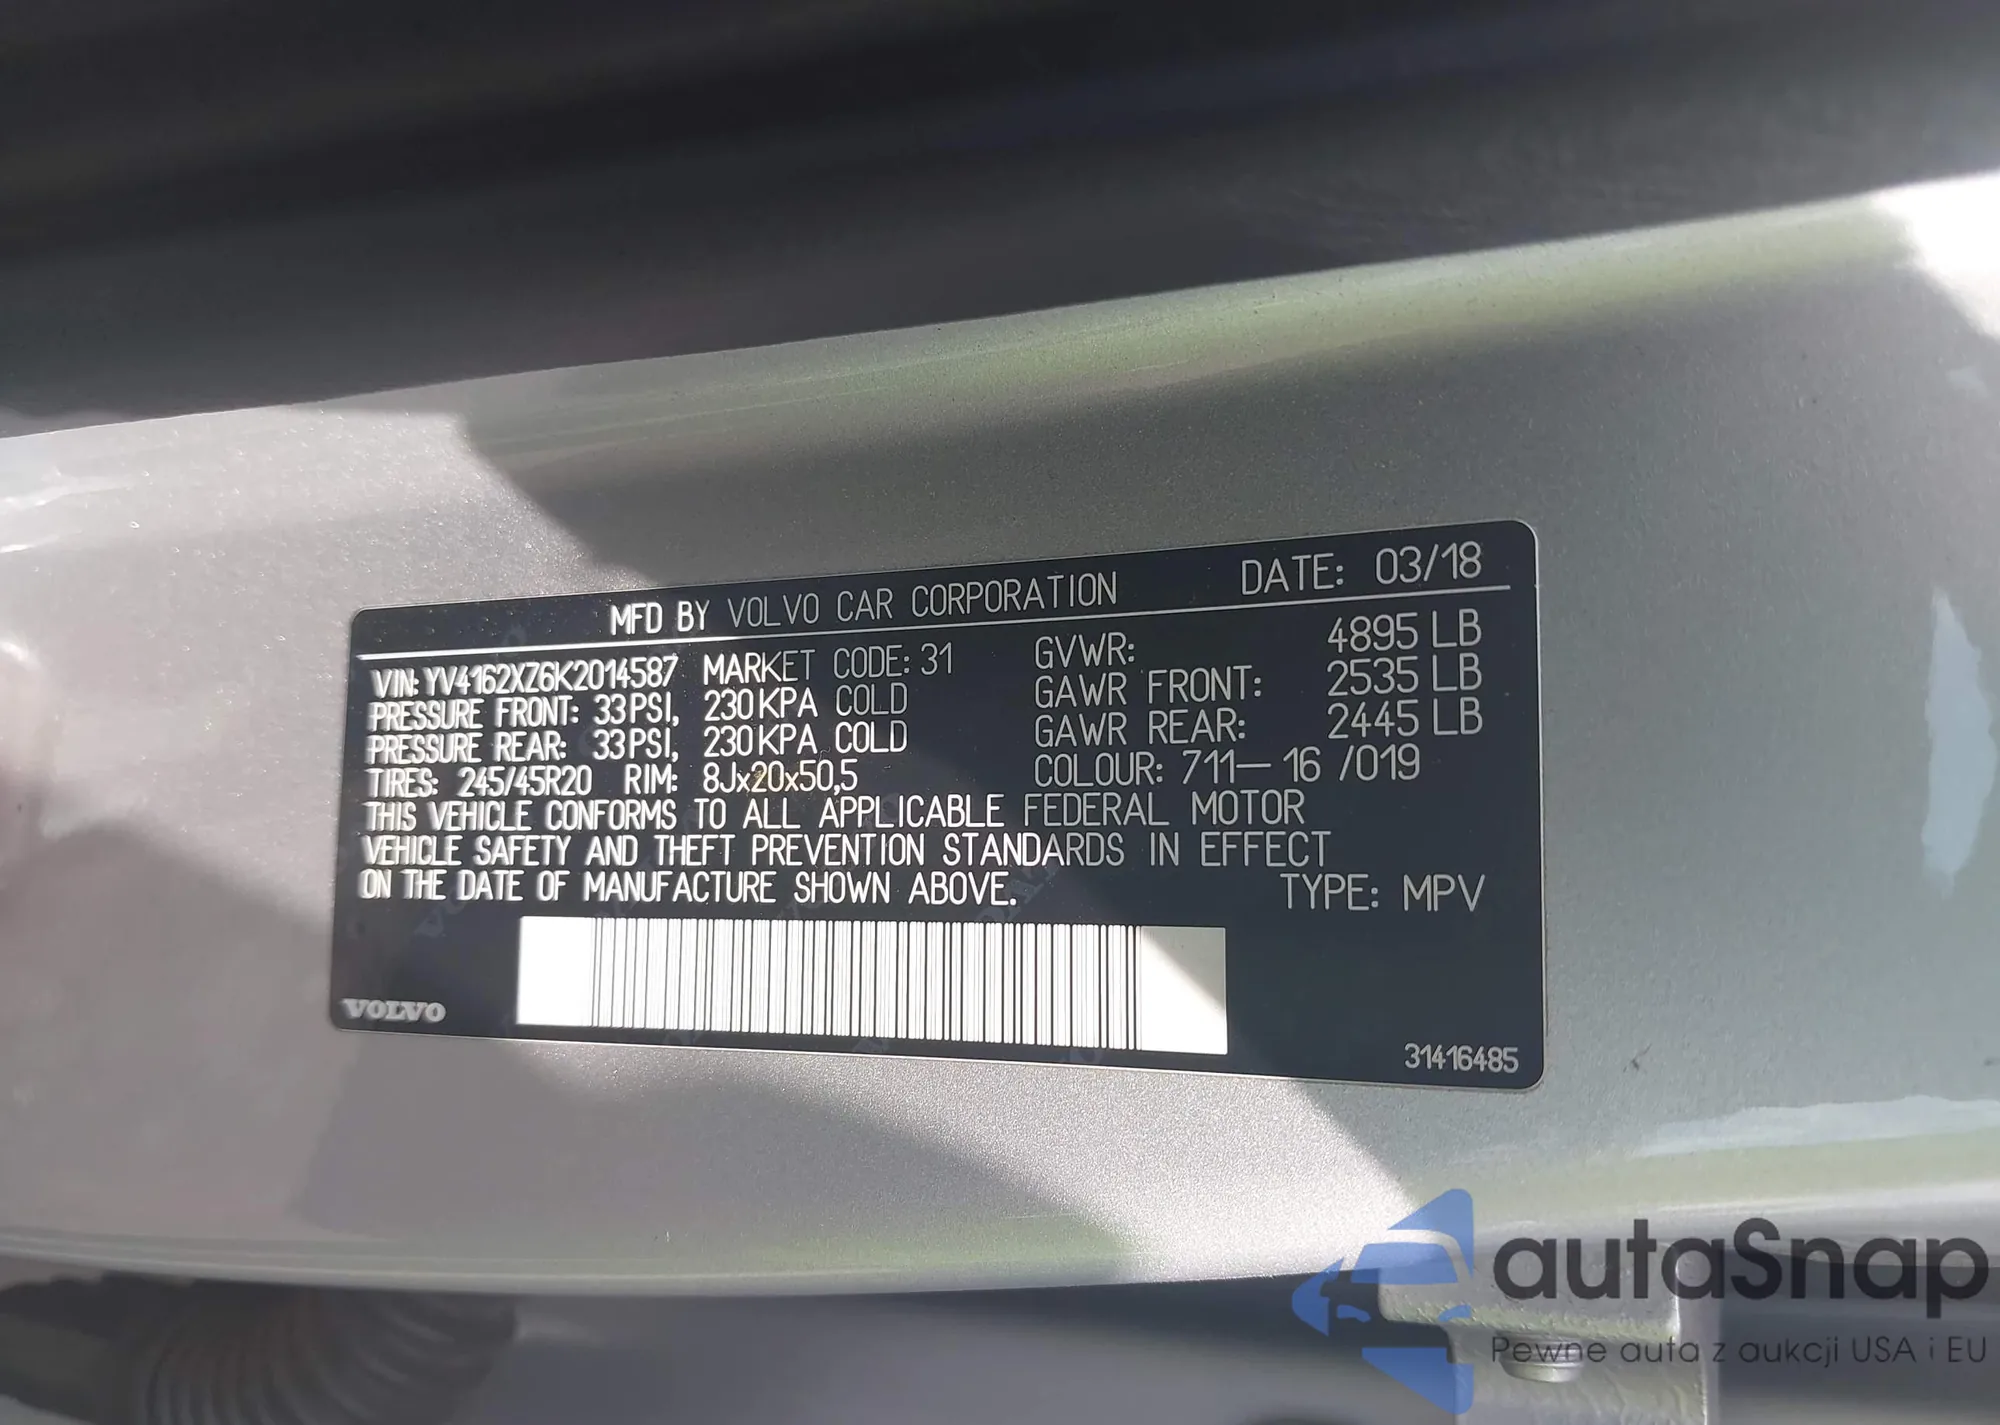 MFD BY VOLVO CAR CORPORATION DATE: 03/18
VIN: YV4162XZ6K2014587 MARKET CODE: 31 GVWR: 4895 LB
PRESSURE FRONT: 33 PSI, 230 KPA COLD GAWR FRONT: 2535 LB
PRESSURE REAR: 33 PSI, 230 KPA COLD GAWR REAR: 2445 LB
TIRES: 245/45R20 RIM: 8Jx20x50,5 COLOUR: 711-16 /019
THIS VEHICLE CONFORMS TO ALL APPLICABLE FEDERAL MOTOR
VEHICLE SAFETY AND THEFT PREVENTION STANDARDS IN EFFECT
ON THE DATE OF MANUFACTURE SHOWN ABOVE. TYPE: MPV
VOLVO
31416485
autaSnap
Pewne auta z aukcji USA i EU